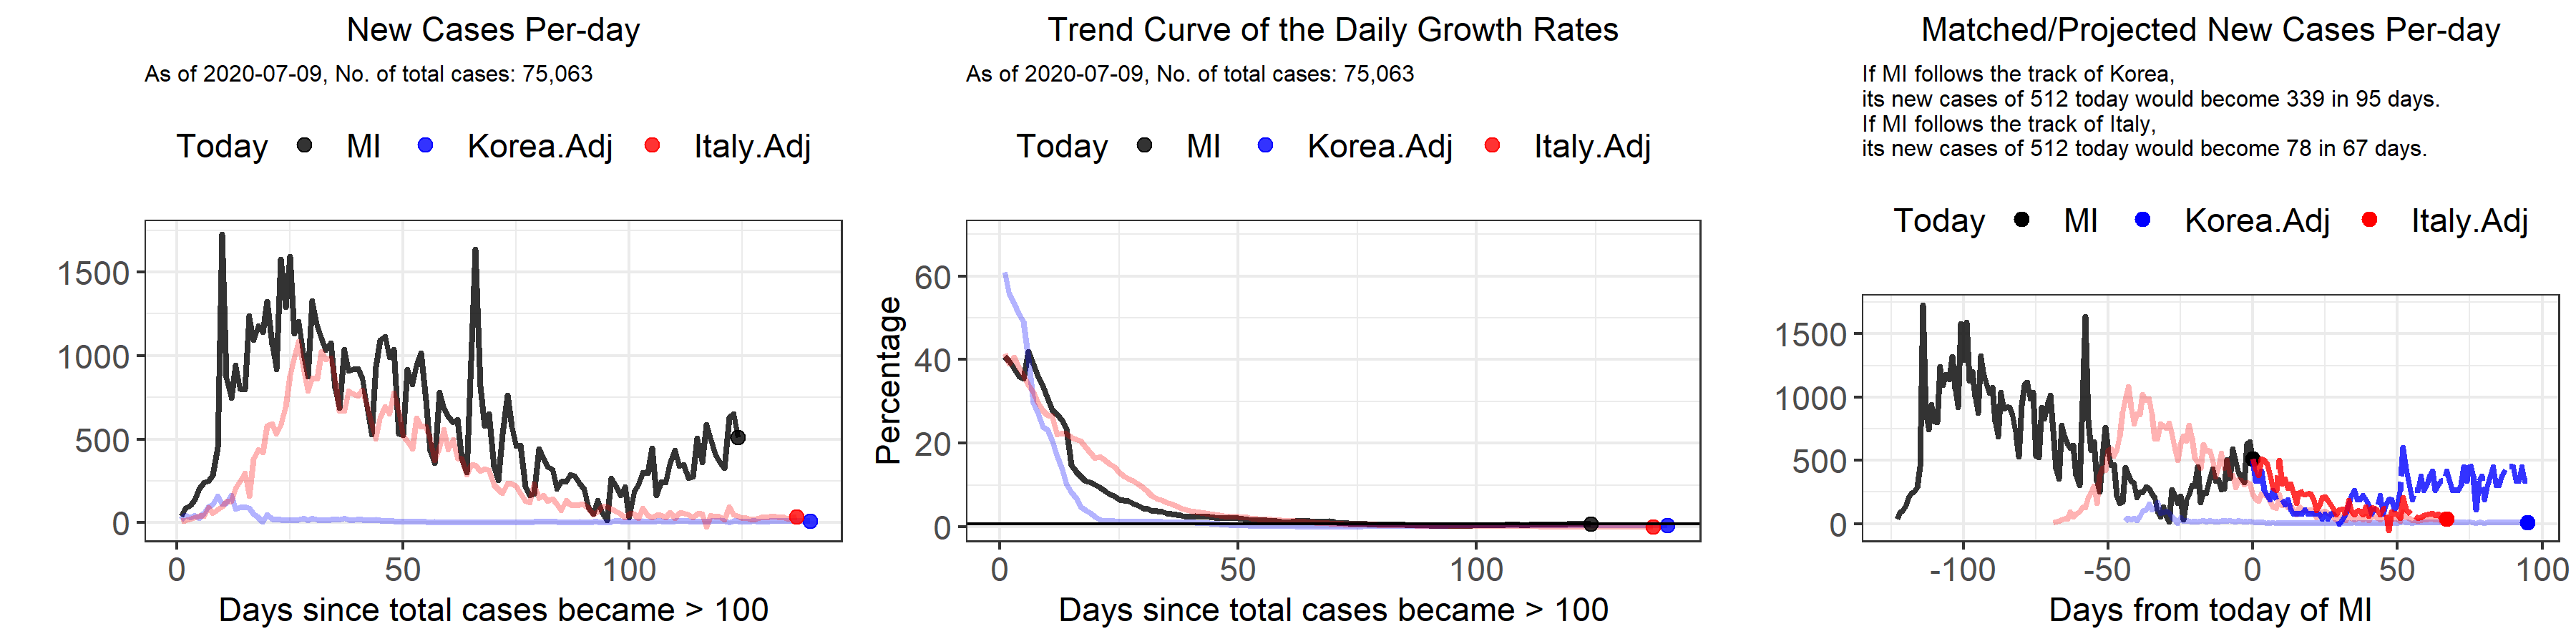 New Cases Per-day
As of 2020-07-09, No. of total cases: 75,063
Today MI Korea.Adj Italy.Adj
1500
1000
500
0
0 50 100
Days since total cases became > 100
Trend Curve of the Daily Growth Rates
As of 2020-07-09, No. of total cases: 75,063
Today MI Korea.Adj Italy.Adj
Percentage
60
40
20
0
0 50 100
Days since total cases became > 100
Matched/Projected New Cases Per-day
If MI follows the track of Korea,
its new cases of 512 today would become 339 in 95 days.
If MI follows the track of Italy,
its new cases of 512 today would become 78 in 67 days.
Today MI Korea.Adj Italy.Adj
1500
1000
500
0
-100 -50 0 50 100
Days from today of MI